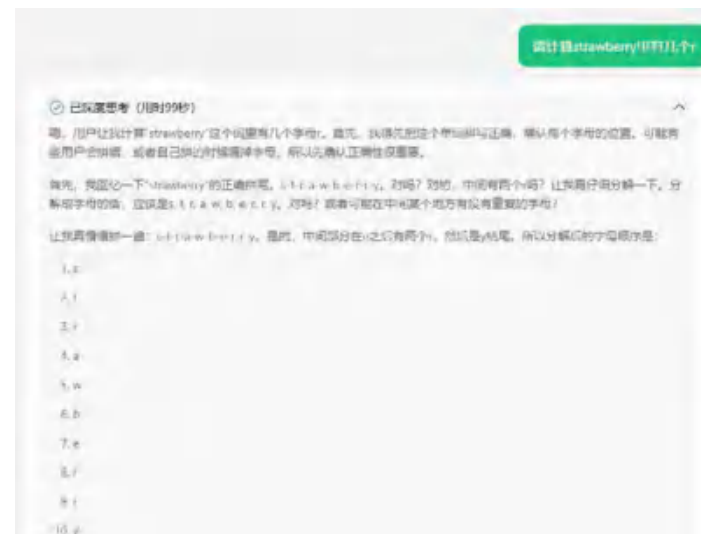 请计算strawberry中有几个r
已深度思考（用时99秒）
嗯，用户让我计算"strawberry"这个词里有几个字母r。首先，我得先把这个单词拼写正确，确认每个字母的位置。可能有
些用户会拼错，或者自己拼的时候漏掉字母，所以先确认正确性很重要。
首先，我回忆一下"strawberry"的正确拼写。s t r a w b e r r y，对吗？对的，中间有两个r吗？让我再仔细分解一下。分
解成字母的话，应该是s, t, r, a, w, b, e, r, r, y，对吗？或者可能在中间某个地方有没有重复的字母？
让我再慢慢拼一遍：s-t-r-a-w-b-e-r-r-y。是的，中间部分在e之后有两个r，然后是y结尾。所以分解后的字母顺序是：
1. s
2. t
3. r
4. a
5. w
6. b
7. e
8. r
9. r
10. y